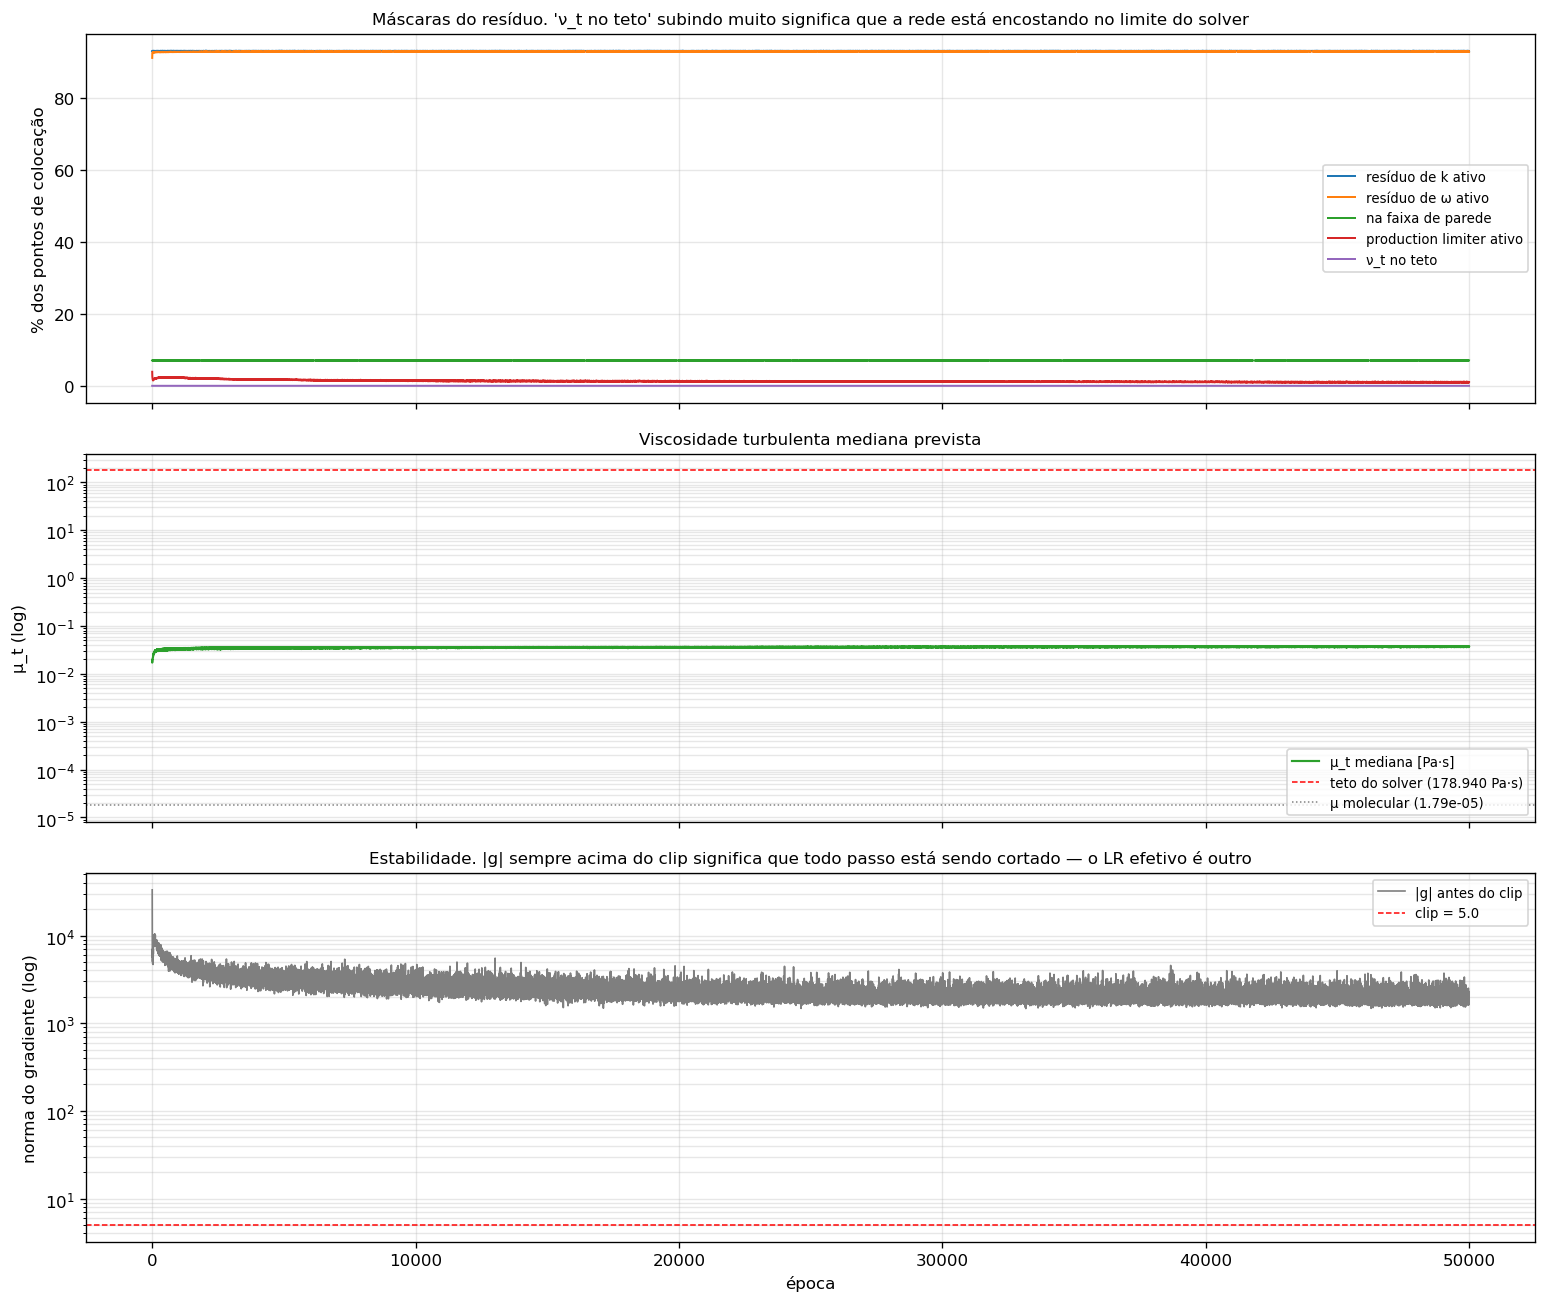 Máscaras do resíduo. 'ν_t no teto' subindo muito significa que a rede está encostando no limite do solver
% dos pontos de colocação
80
60
40
20
0
resíduo de k ativo
resíduo de ω ativo
na faixa de parede
production limiter ativo
ν_t no teto
Viscosidade turbulenta mediana prevista
μ_t (log)
10²
10¹
10⁰
10⁻¹
10⁻²
10⁻³
10⁻⁴
10⁻⁵
μ_t mediana [Pa·s]
teto do solver (178.940 Pa·s)
μ molecular (1.79e-05)
Estabilidade. |g| sempre acima do clip significa que todo passo está sendo cortado — o LR efetivo é outro
norma do gradiente (log)
10⁴
10³
10²
10¹
|g| antes do clip
clip = 5.0
0
10000
20000
30000
40000
50000
época